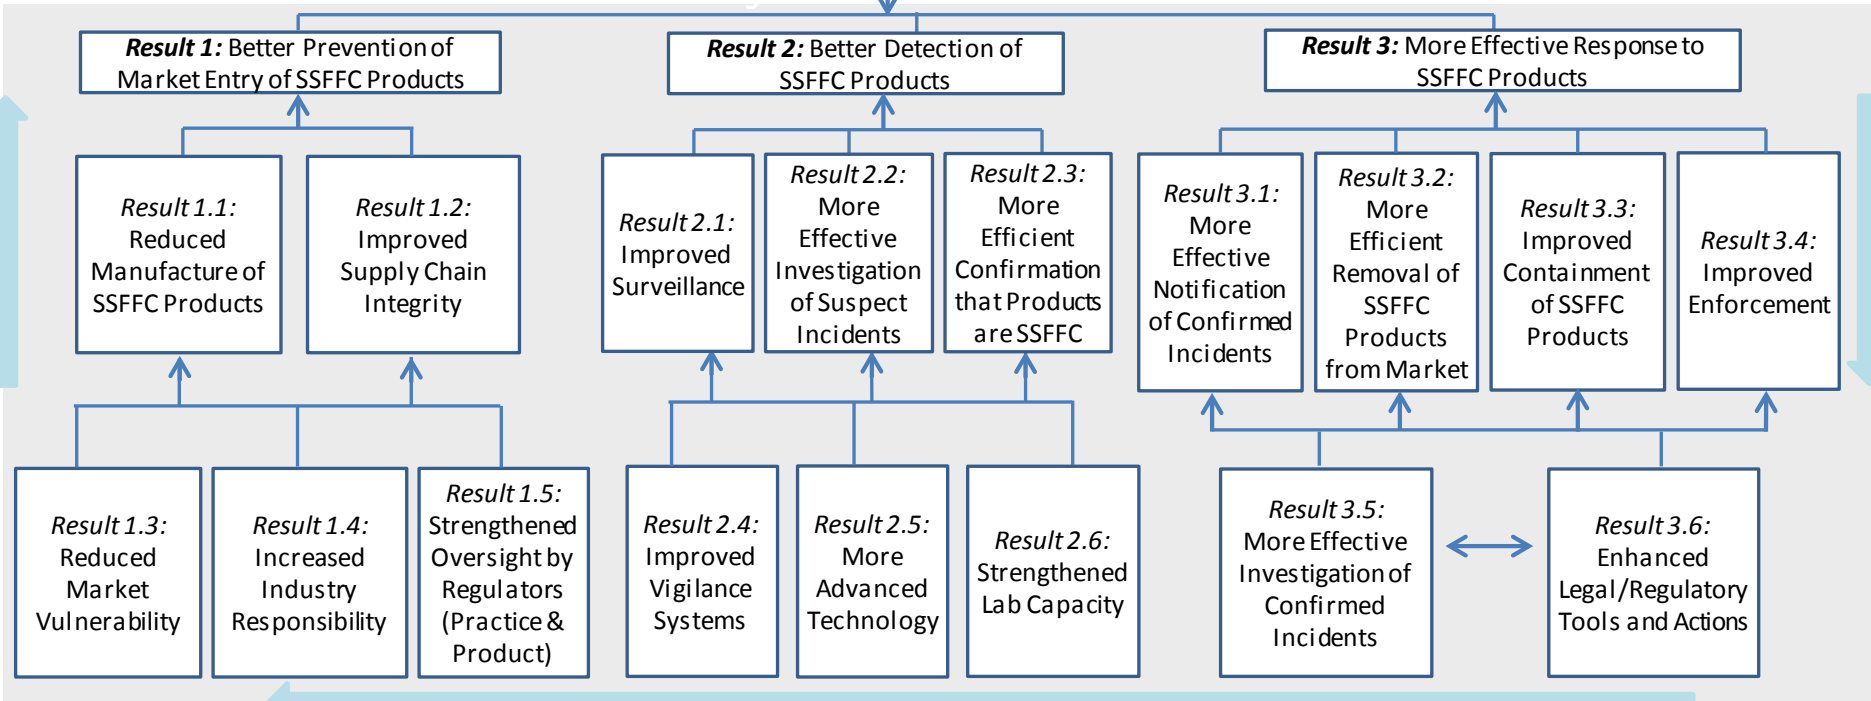 Result 1: Better Prevention of
Market Entry of SSFFC Products
Result 2: Better Detection of
SSFFC Products
Result 3: More Effective Response to
SSFFC Products
Result 1.1:
Reduced
Manufacture of
SSFFC Products
Result 1.2:
Improved
Supply Chain
Integrity
Result 2.1:
Improved
Surveillance
Result 2.2:
More
Effective
Investigation
of Suspect
Incidents
Result 2.3:
More
Efficient
Confirmation
that Products
are SSFFC
Result 3.1:
More
Effective
Notification
of Confirmed
Incidents
Result 3.2:
More
Efficient
Removal of
SSFFC
Products
from Market
Result 3.3:
Improved
Containment
of SSFFC
Products
Result 3.4:
Improved
Enforcement
Result 1.3:
Reduced
Market
Vulnerability
Result 1.4:
Increased
Industry
Responsibility
Result 1.5:
Strengthened
Oversight by
Regulators
(Practice &
Product)
Result 2.4:
Improved
Vigilance
Systems
Result 2.5:
More
Advanced
Technology
Result 2.6:
Strengthened
Lab Capacity
Result 3.5:
More Effective
Investigation of
Confirmed
Incidents
Result 3.6:
Enhanced
Legal/Regulatory
Tools and Actions